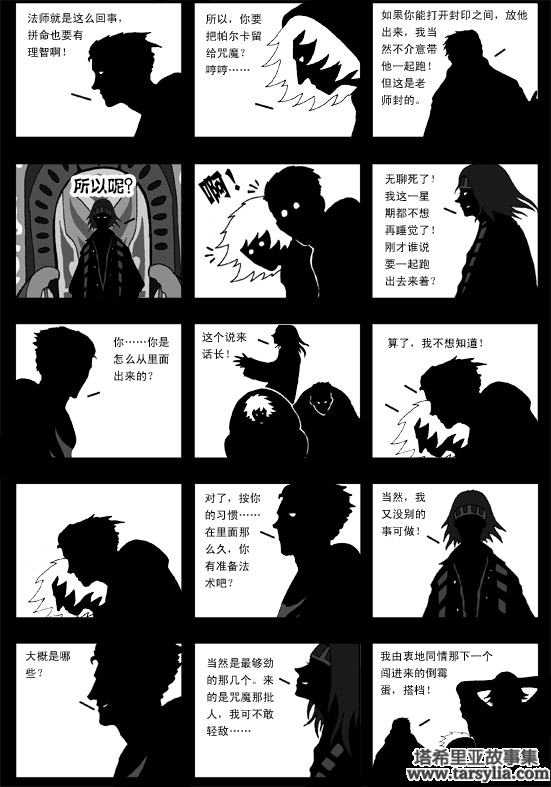 法师就是这么回事，
拼命也要有
理智啊！
所以，你要
把帕尔卡留
给咒魔？
哼哼……
如果你能打开封印之间，放他
出来，我当
然不介意带
他一起跑！
但这是老
师封的。
所以呢？
啊！
无聊死了！
我这一星
期都不想
再睡觉了！
刚才谁说
要一起跑
出去来着？
你……你是
怎么从里面
出来的？
这个说来
话长！
算了，我不想知道！
对了，按你
的习惯……
在里面那
么久，你
有准备法
术吧？
当然，我
又没别的
事可做！
大概是哪
些？
当然是最够劲
的那几个。来
的是咒魔那批
人，我可不敢
轻敌……
我由衷地同情那下一个
闯进来的倒霉
蛋，搭档！
塔希里亚故事集
www.tarsylia.com